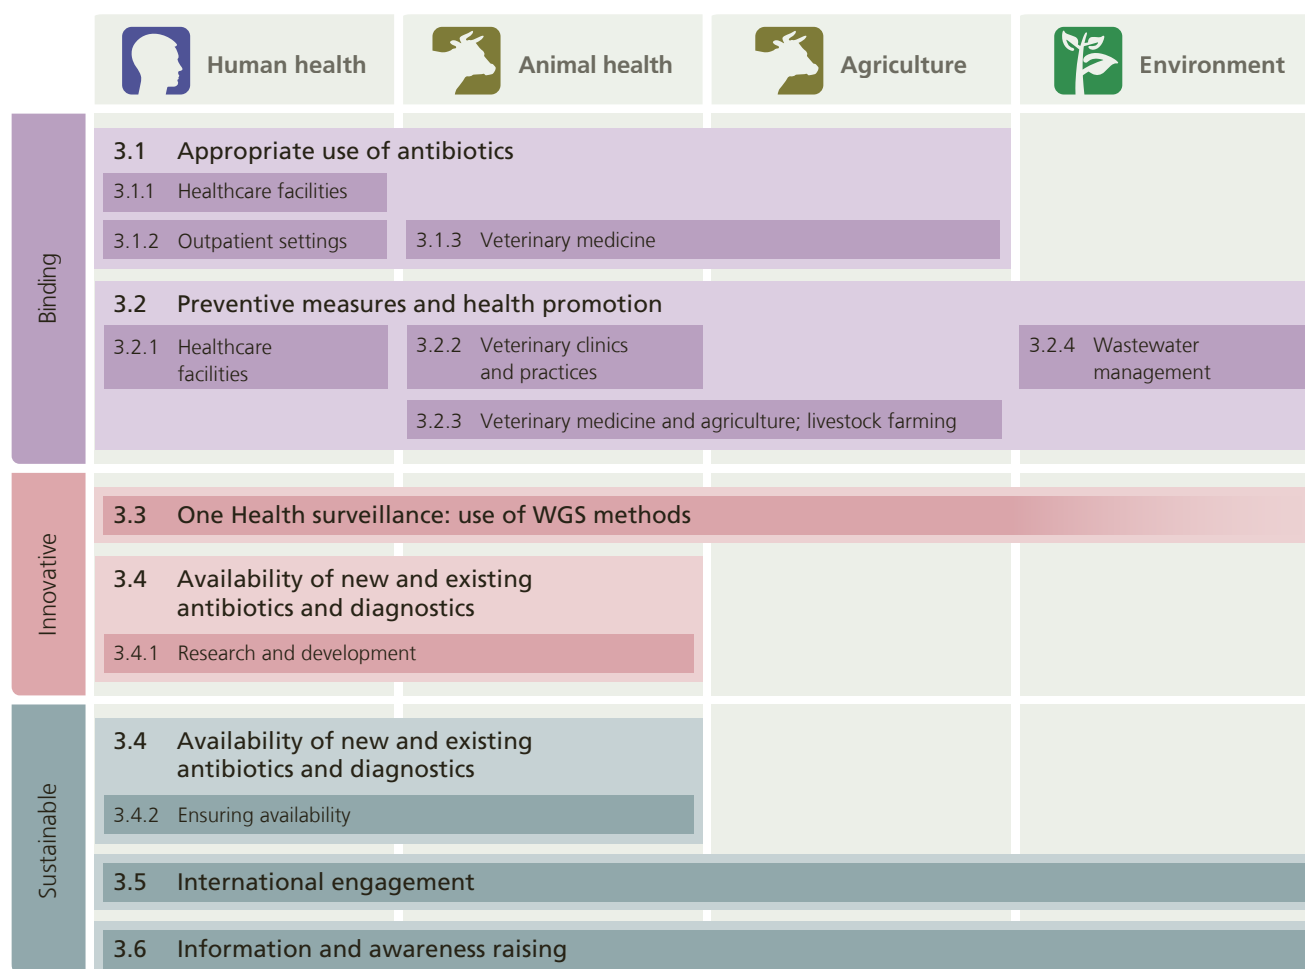 Human health
Animal health
Agriculture
Environment
Binding
3.1 Appropriate use of antibiotics
3.1.1 Healthcare facilities
3.1.2 Outpatient settings
3.1.3 Veterinary medicine
3.2 Preventive measures and health promotion
3.2.1 Healthcare
facilities
3.2.2 Veterinary clinics
and practices
3.2.4 Wastewater
management
3.2.3 Veterinary medicine and agriculture; livestock farming
Innovative
3.3 One Health surveillance: use of WGS methods
3.4 Availability of new and existing
antibiotics and diagnostics
3.4.1 Research and development
Sustainable
3.4 Availability of new and existing
antibiotics and diagnostics
3.4.2 Ensuring availability
3.5 International engagement
3.6 Information and awareness raising